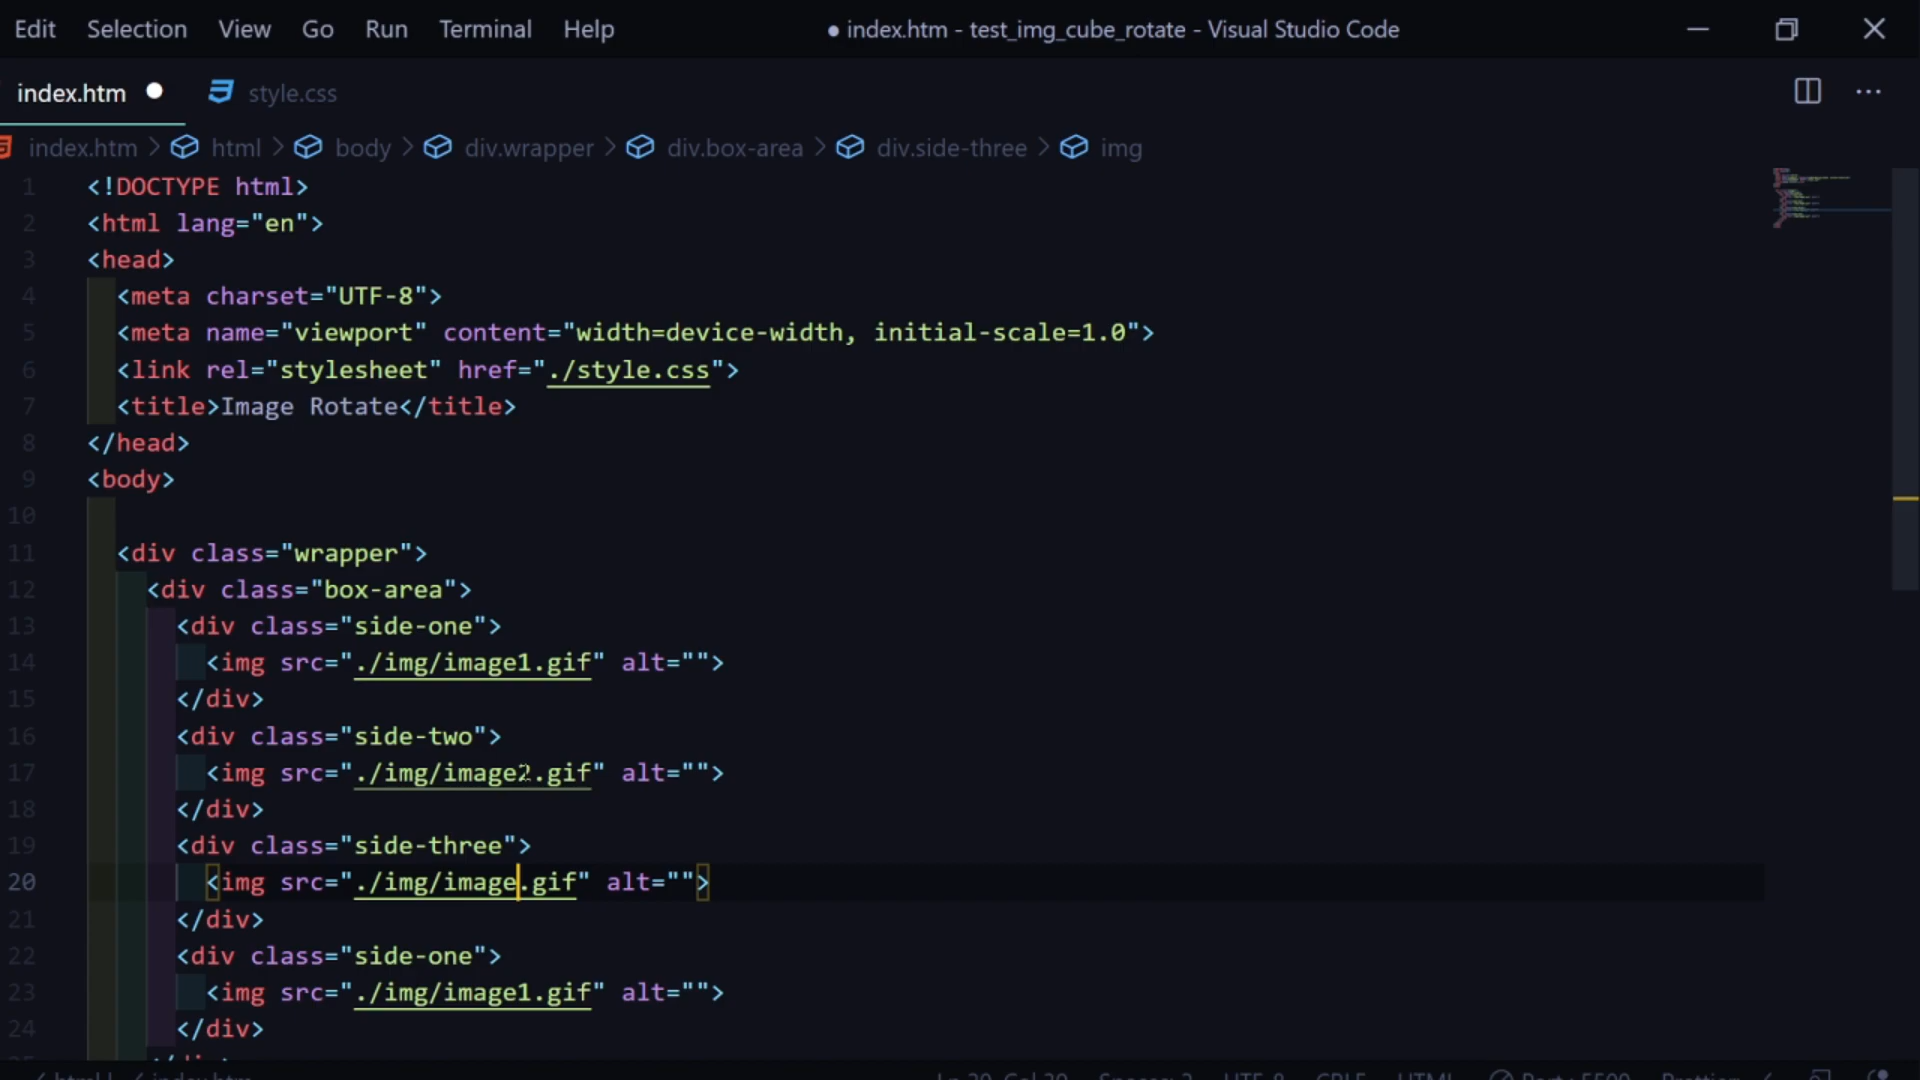 Edit Selection View Go Run Terminal Help ● index.htm - test_img_cube_rotate - Visual Studio Code
index.htm style.css
index.htm > html > body > div.wrapper > div.box-area > div.side-three > img
1 <!DOCTYPE html>
2 <html lang="en">
3 <head>
4 <meta charset="UTF-8">
5 <meta name="viewport" content="width=device-width, initial-scale=1.0">
6 <link rel="stylesheet" href="./style.css">
7 <title>Image Rotate</title>
8 </head>
9 <body>
10
11 <div class="wrapper">
12 <div class="box-area">
13 <div class="side-one">
14 <img src="./img/image1.gif" alt="">
15 </div>
16 <div class="side-two">
17 <img src="./img/image2.gif" alt="">
18 </div>
19 <div class="side-three">
20 <img src="./img/image.gif" alt="">
21 </div>
22 <div class="side-one">
23 <img src="./img/image1.gif" alt="">
24 </div>